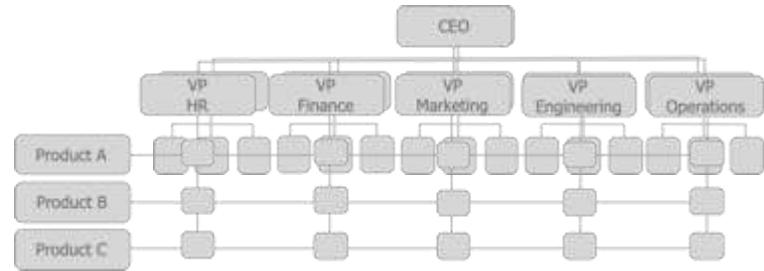 CEO
VP
HR
VP
Finance
VP
Marketing
VP
Engineering
VP
Operations
Product A
Product B
Product C